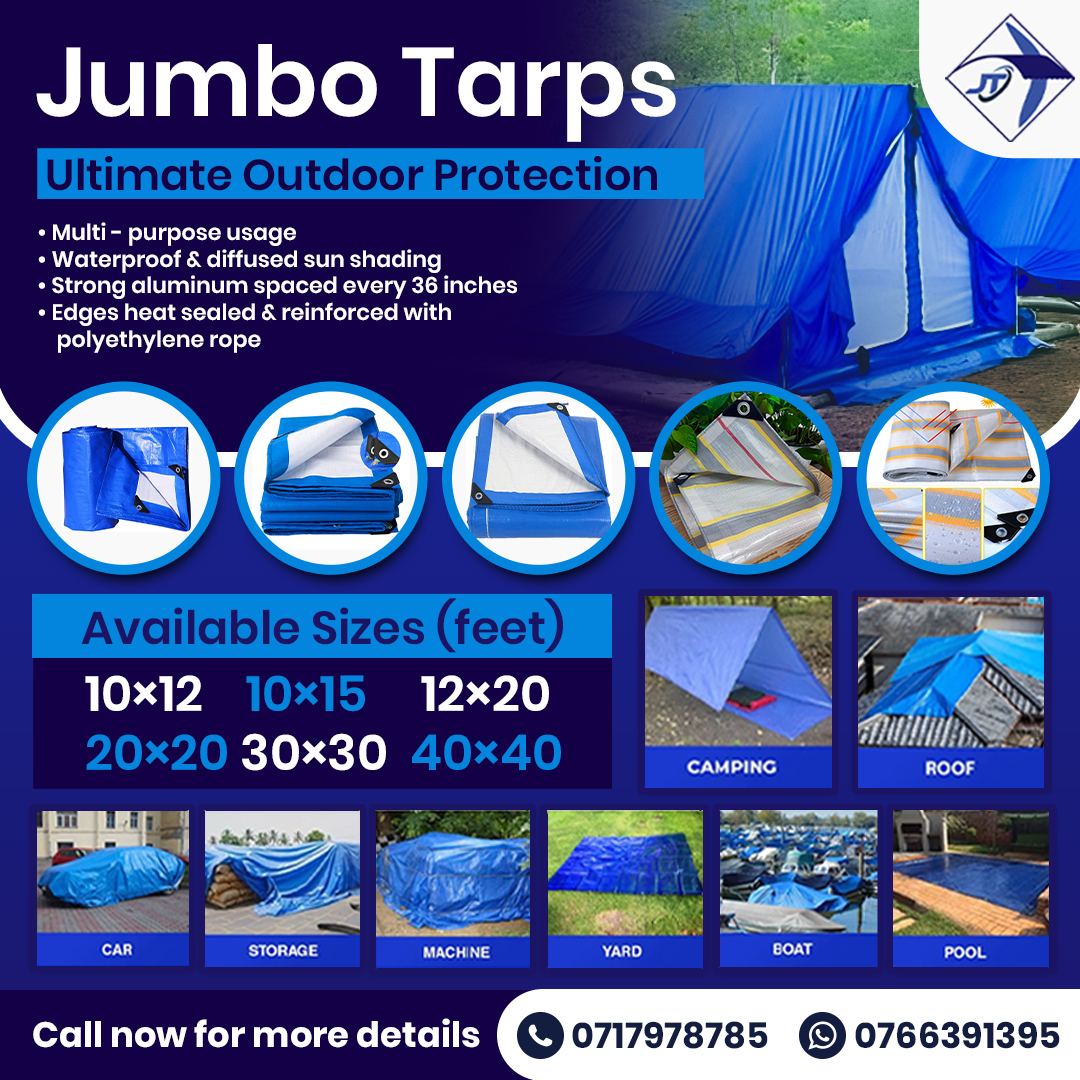 Jumbo Tarps
JT
Ultimate Outdoor Protection
• Multi - purpose usage
• Waterproof & diffused sun shading
• Strong aluminum spaced every 36 inches
• Edges heat sealed & reinforced with
polyethylene rope
Available Sizes (feet)
10×12 10×15 12×20
20×20 30×30 40×40
CAMPING
ROOF
CAR
STORAGE
MACHINE
YARD
BOAT
POOL
Call now for more details
0717978785
0766391395